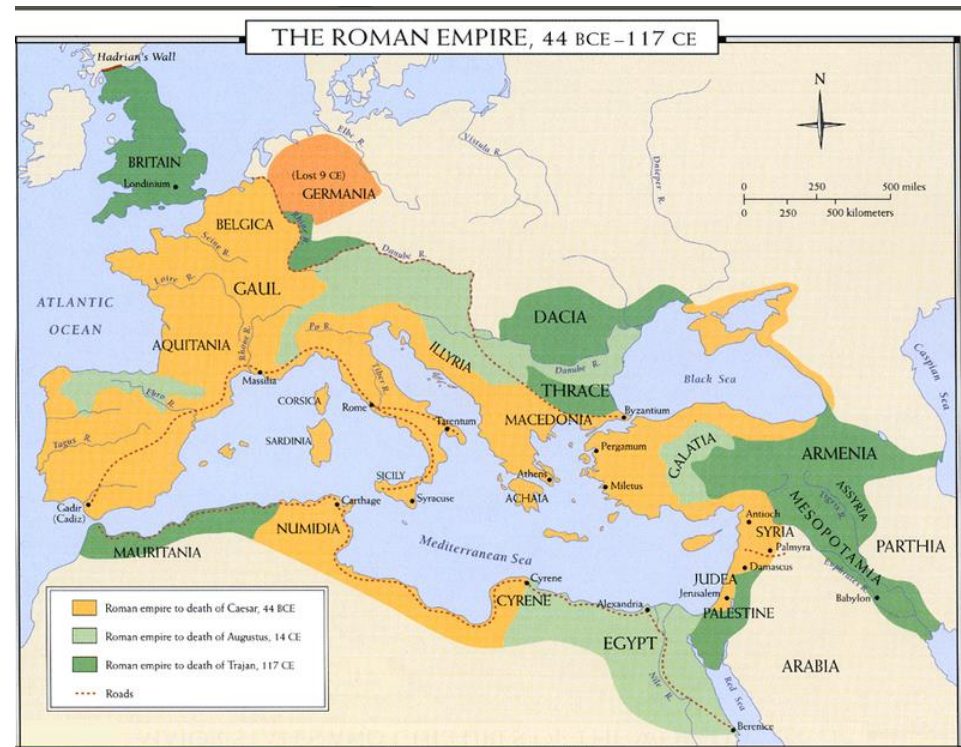 THE ROMAN EMPIRE, 44 BCE–117 CE
Hadrian's Wall
BRITAIN
Londinium
N
0 250 500 miles
0 250 500 kilometers
Elbe R.
Vistula R.
Dnieper R.
(Lost 9 CE)
GERMANIA
BELGICA
Rhine R.
Seine R.
Danube R.
Loire R.
GAUL
ATLANTIC
OCEAN
AQUITANIA
Rhône R.
Po R.
ILLYRIA
DACIA
Danube R.
THRACE
Black Sea
Caspian Sea
Massilia
Ebro R.
Tagus R.
CORSICA
Tiber R.
Rome
SARDINIA
Tarentum
MACEDONIA
Byzantium
Pergamum
GALATIA
ARMENIA
ASSYRIA
SICILY
Athens
ACHAIA
Miletus
Gadir
(Cadiz)
Carthage
Syracuse
Antioch
SYRIA
Palmyra
Tigris R.
MESOPOTAMIA
PARTHIA
MAURITANIA
NUMIDIA
Mediterranean Sea
Damascus
Euphrates R.
Cyrene
CYRENE
Alexandria
JUDEA
Jerusalem
PALESTINE
Babylon
EGYPT
ARABIA
Nile R.
Red Sea
Berenice
Roman empire to death of Caesar, 44 BCE
Roman empire to death of Augustus, 14 CE
Roman empire to death of Trajan, 117 CE
Roads